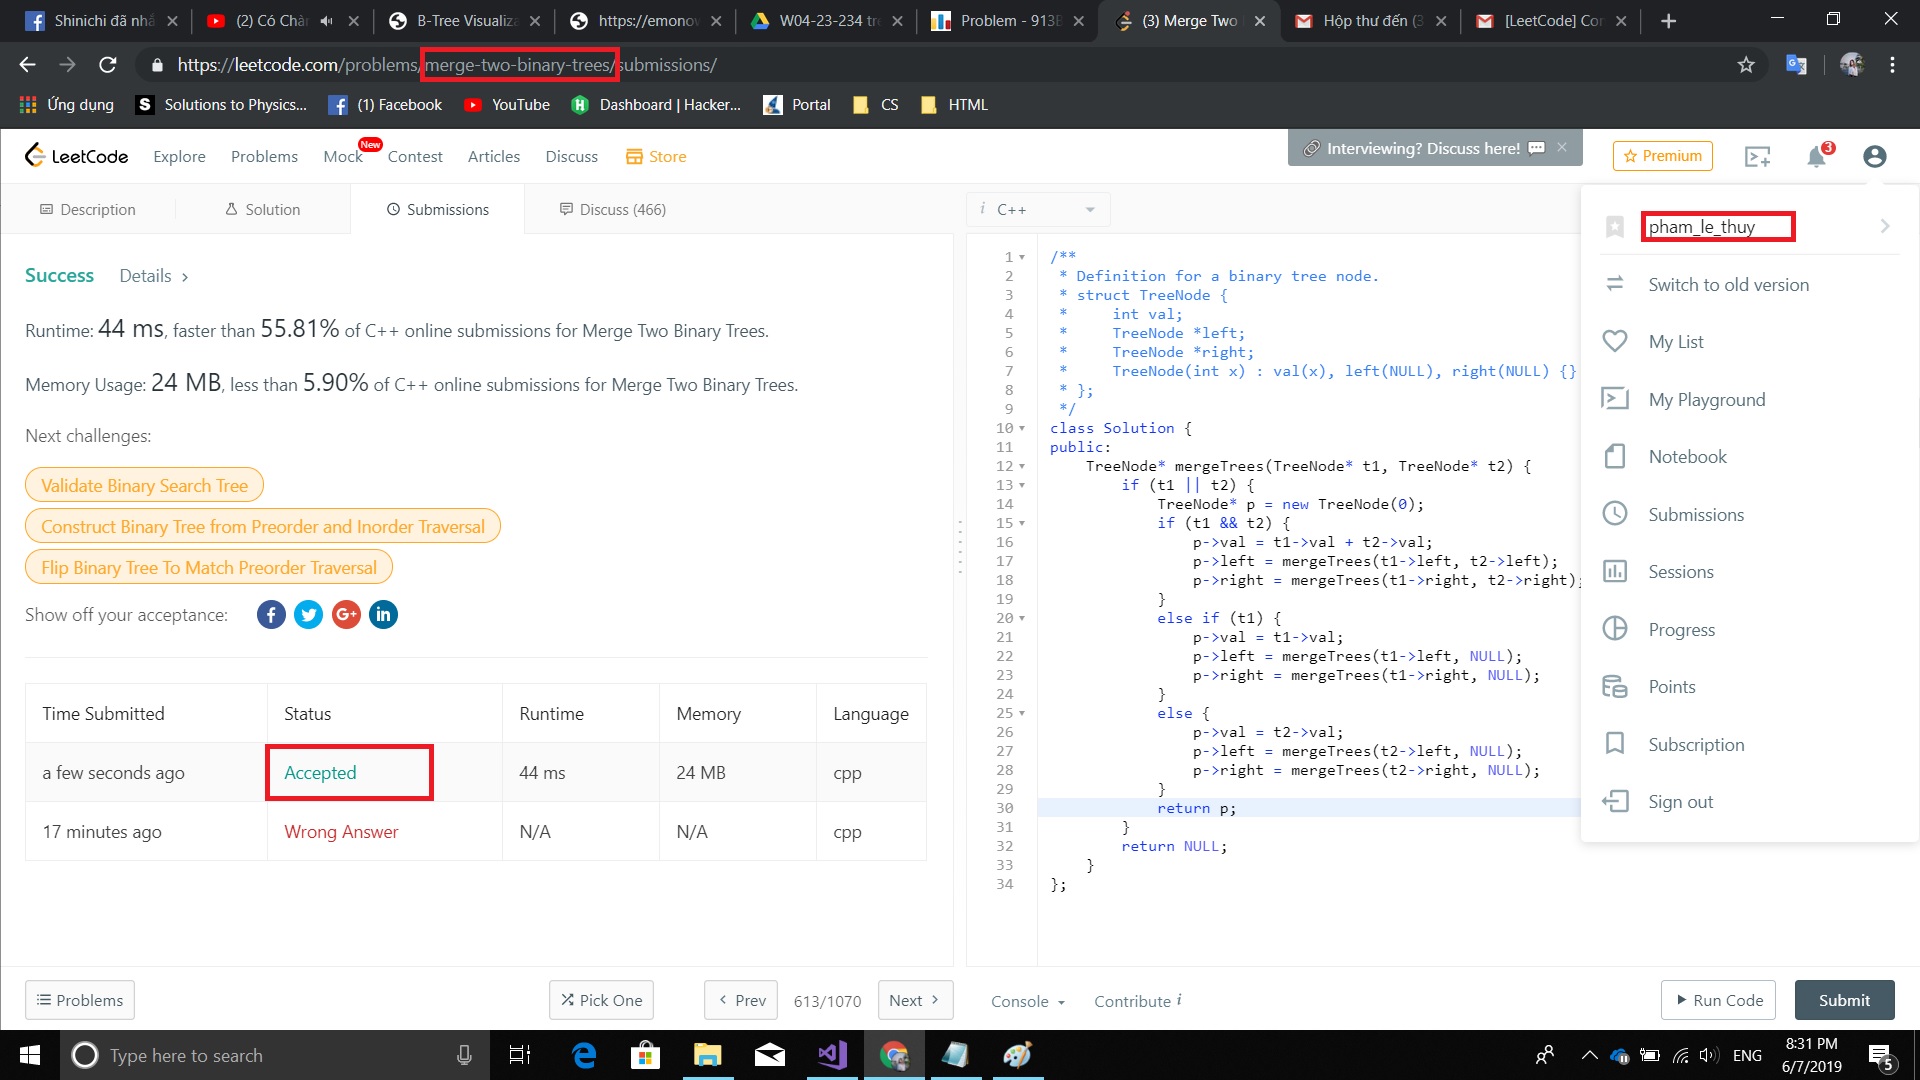 Shinichi đã nhắ
(2) Có Chàn
B-Tree Visualiza
https://emonov
W04-23-234 tre
Problem - 913B
(3) Merge Two
Hộp thư đến (3
[LeetCode] Con
https://leetcode.com/problems/merge-two-binary-trees/submissions/
Ứng dụng
Solutions to Physics...
(1) Facebook
YouTube
Dashboard | Hacker...
Portal
CS
HTML
LeetCode
Explore
Problems
Mock
New
Contest
Articles
Discuss
Store
Interviewing? Discuss here!
Premium
3
Description
Solution
Submissions
Discuss (466)
C++
Success
Details
Runtime: 44 ms, faster than 55.81% of C++ online submissions for Merge Two Binary Trees.
Memory Usage: 24 MB, less than 5.90% of C++ online submissions for Merge Two Binary Trees.
Next challenges:
Validate Binary Search Tree
Construct Binary Tree from Preorder and Inorder Traversal
Flip Binary Tree To Match Preorder Traversal
Show off your acceptance:
Time Submitted Status Runtime Memory Language
a few seconds ago Accepted 44 ms 24 MB cpp
17 minutes ago Wrong Answer N/A N/A cpp
1 /**
2 * Definition for a binary tree node.
3 * struct TreeNode {
4 *     int val;
5 *     TreeNode *left;
6 *     TreeNode *right;
7 *     TreeNode(int x) : val(x), left(NULL), right(NULL) {}
8 * };
9 */
10 class Solution {
11 public:
12     TreeNode* mergeTrees(TreeNode* t1, TreeNode* t2) {
13         if (t1 || t2) {
14             TreeNode* p = new TreeNode(0);
15             if (t1 && t2) {
16                 p->val = t1->val + t2->val;
17                 p->left = mergeTrees(t1->left, t2->left);
18                 p->right = mergeTrees(t1->right, t2->right);
19             }
20             else if (t1) {
21                 p->val = t1->val;
22                 p->left = mergeTrees(t1->left, NULL);
23                 p->right = mergeTrees(t1->right, NULL);
24             }
25             else {
26                 p->val = t2->val;
27                 p->left = mergeTrees(t2->left, NULL);
28                 p->right = mergeTrees(t2->right, NULL);
29             }
30             return p;
31         }
32         return NULL;
33     }
34 };
pham_le_thuy
Switch to old version
My List
My Playground
Notebook
Submissions
Sessions
Progress
Points
Subscription
Sign out
Problems
Pick One
Prev
613/1070
Next
Console
Contribute i
Run Code
Submit
Type here to search
ENG
8:31 PM
6/7/2019
5